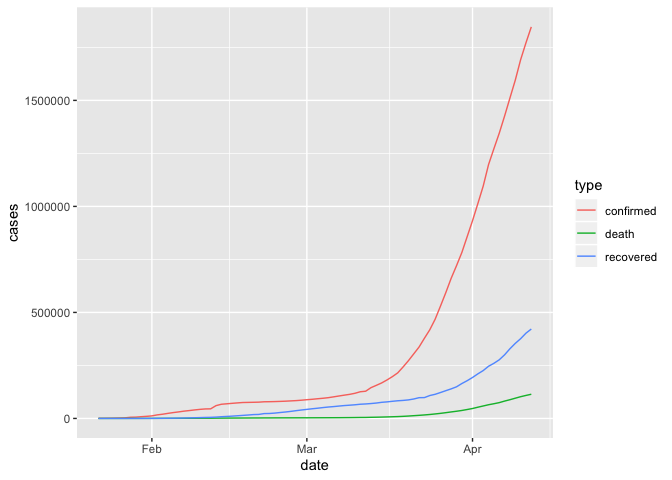 cases
1500000
1000000
500000
0
Feb
Mar
Apr
date
type
confirmed
death
recovered